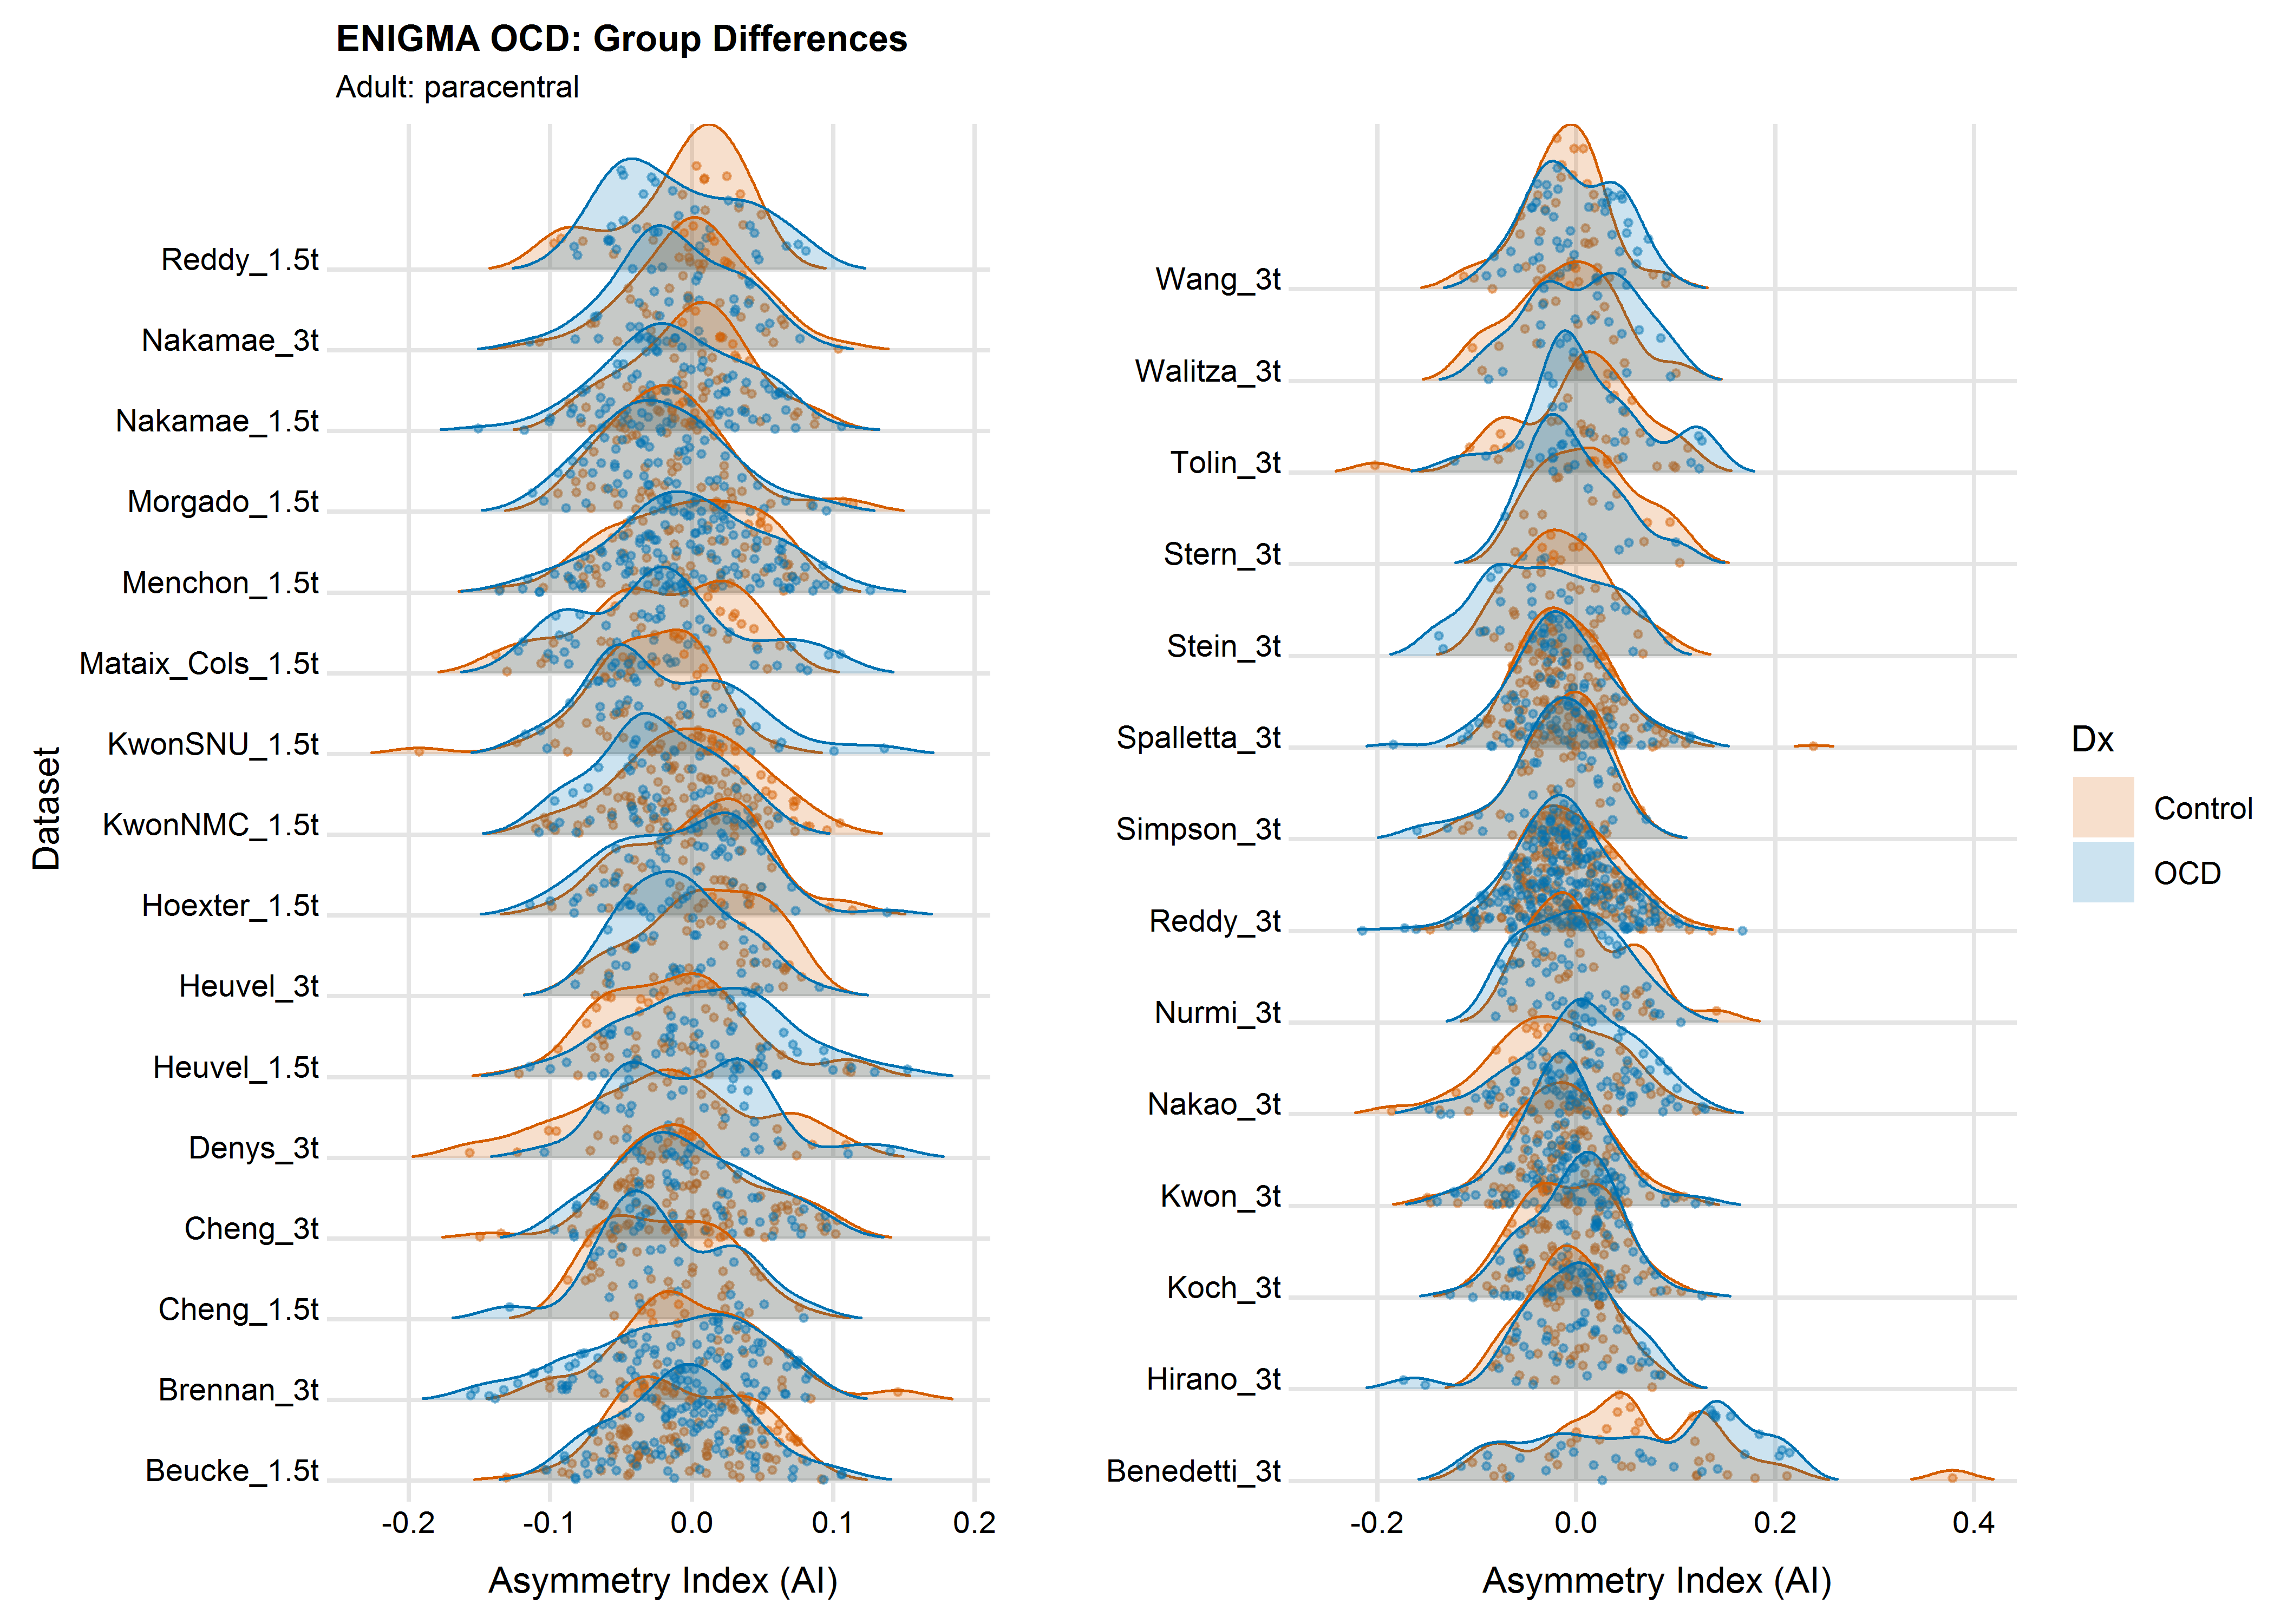 ENIGMA OCD: Group Differences
Adult: paracentral
Dataset
Reddy_1.5t
Nakamae_3t
Nakamae_1.5t
Morgado_1.5t
Menchon_1.5t
Mataix_Cols_1.5t
KwonSNU_1.5t
KwonNMC_1.5t
Hoexter_1.5t
Heuvel_3t
Heuvel_1.5t
Denys_3t
Cheng_3t
Cheng_1.5t
Brennan_3t
Beucke_1.5t
-0.2 -0.1 0.0 0.1 0.2
Asymmetry Index (AI)
Wang_3t
Walitza_3t
Tolin_3t
Stern_3t
Stein_3t
Spalletta_3t
Simpson_3t
Reddy_3t
Nurmi_3t
Nakao_3t
Kwon_3t
Koch_3t
Hirano_3t
Benedetti_3t
-0.2 0.0 0.2 0.4
Asymmetry Index (AI)
Dx
Control
OCD